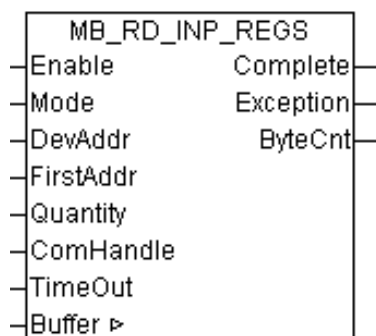 MB_RD_INP_REGS
Enable Complete
Mode Exception
DevAddr ByteCnt
FirstAddr
Quantity
ComHandle
TimeOut
Buffer ⊳